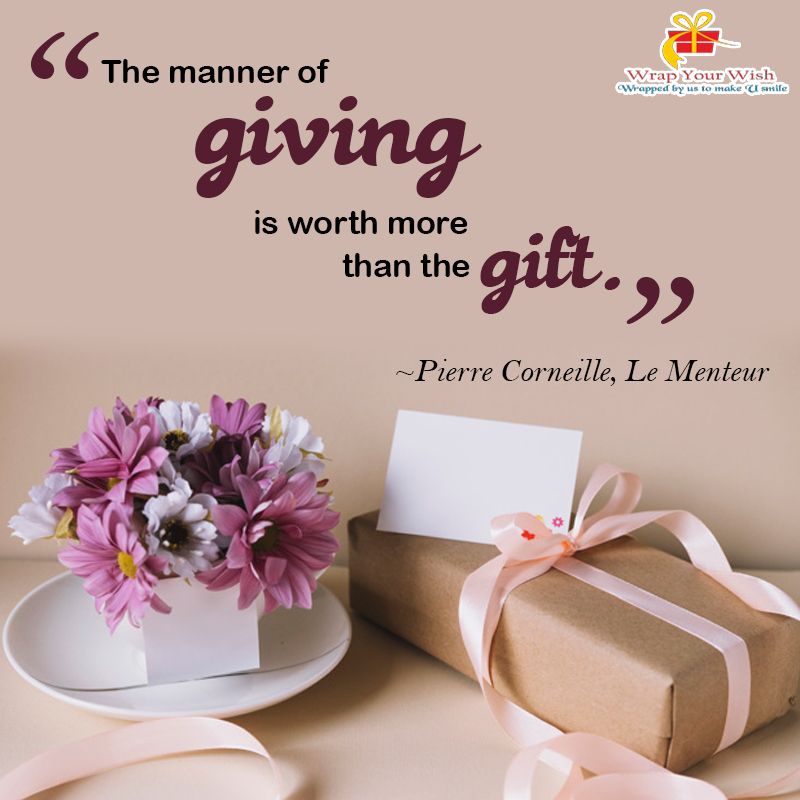 Wrap Your Wish
Wrapped by us to make U smile
“The manner of
giving
is worth more
than the gift.”
~Pierre Corneille, Le Menteur